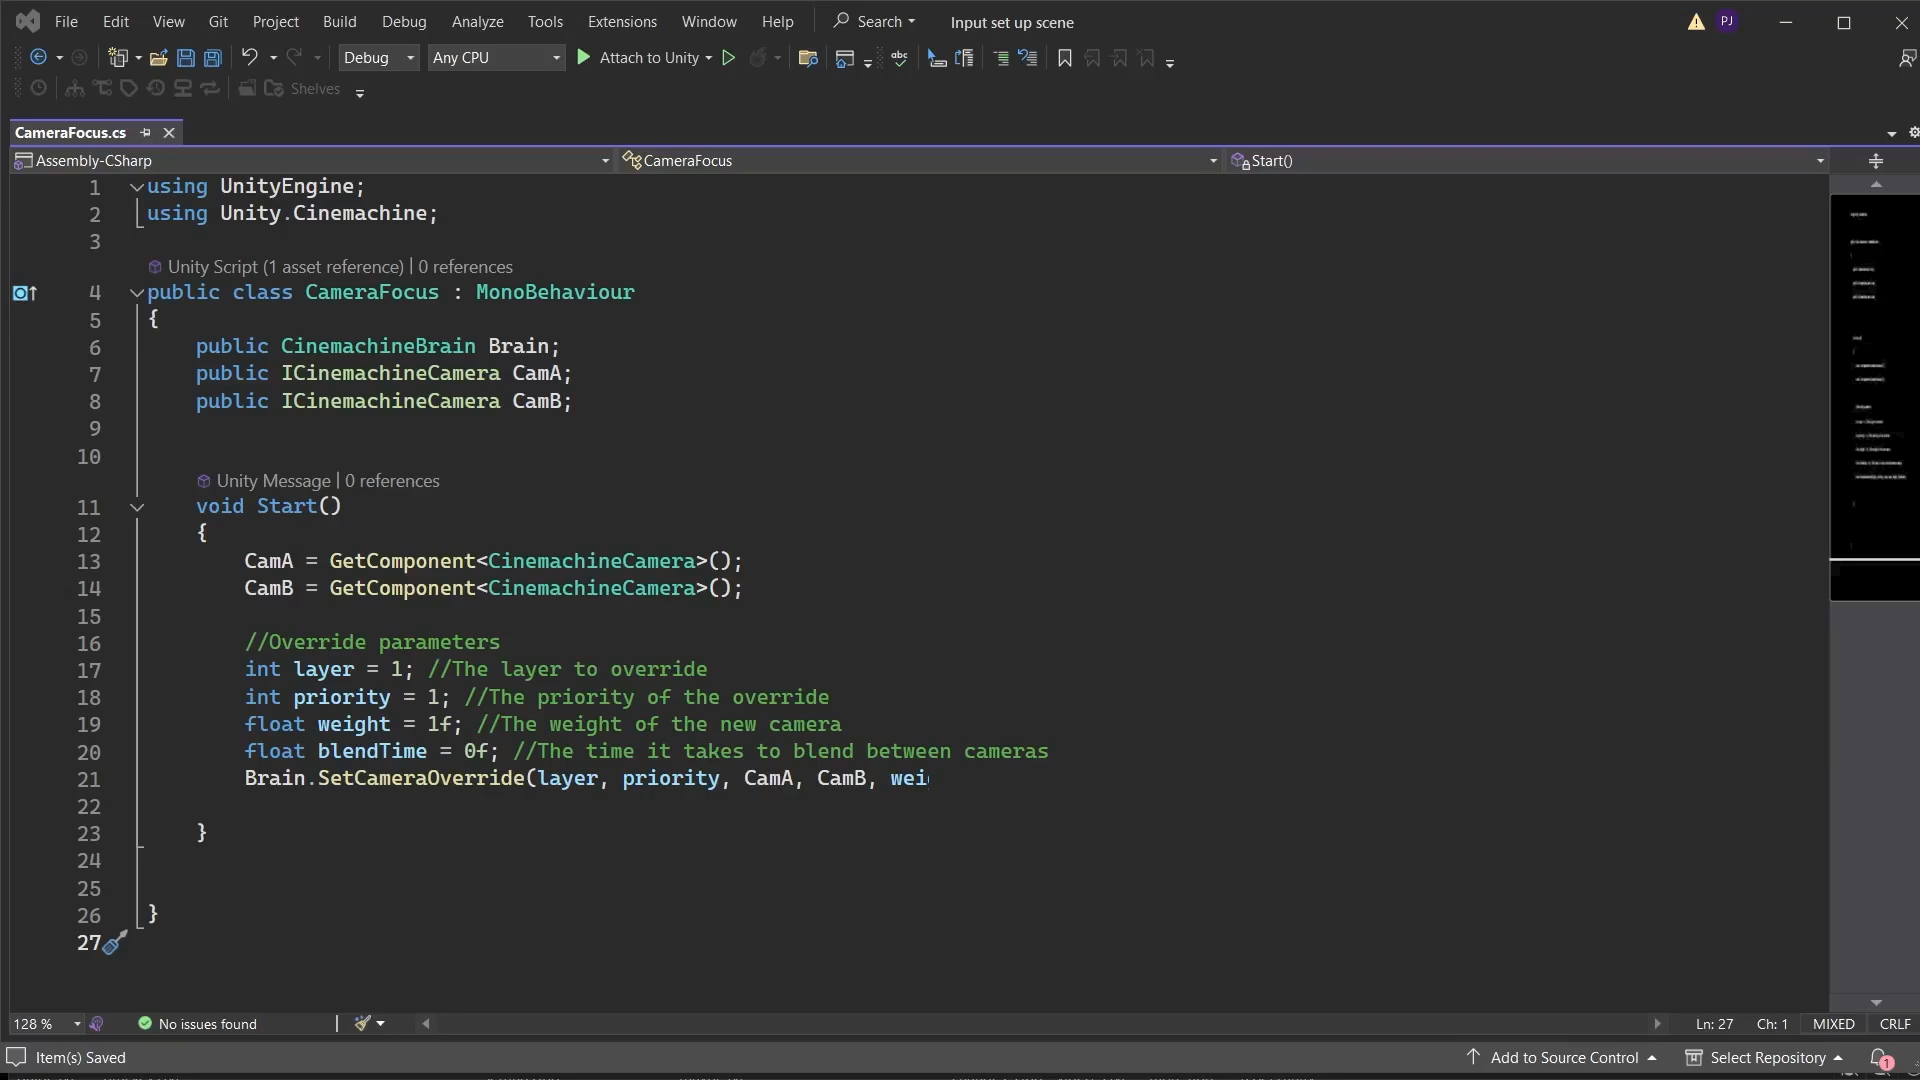 File Edit View Git Project Build Debug Analyze Tools Extensions Window Help Search Input set up scene PJ
Debug Any CPU Attach to Unity abc
Shelves
CameraFocus.cs
Assembly-CSharp CameraFocus Start()
1 using UnityEngine;
2 using Unity.Cinemachine;
3
Unity Script (1 asset reference) | 0 references
4 public class CameraFocus : MonoBehaviour
5 {
6 public CinemachineBrain Brain;
7 public ICinemachineCamera CamA;
8 public ICinemachineCamera CamB;
9
10
Unity Message | 0 references
11 void Start()
12 {
13 CamA = GetComponent<CinemachineCamera>();
14 CamB = GetComponent<CinemachineCamera>();
15
16 //Override parameters
17 int layer = 1; //The layer to override
18 int priority = 1; //The priority of the override
19 float weight = 1f; //The weight of the new camera
20 float blendTime = 0f; //The time it takes to blend between cameras
21 Brain.SetCameraOverride(layer, priority, CamA, CamB, wei
22
23 }
24
25
26 }
27
128 % No issues found Ln: 27 Ch: 1 MIXED CRLF
Item(s) Saved Add to Source Control Select Repository 1